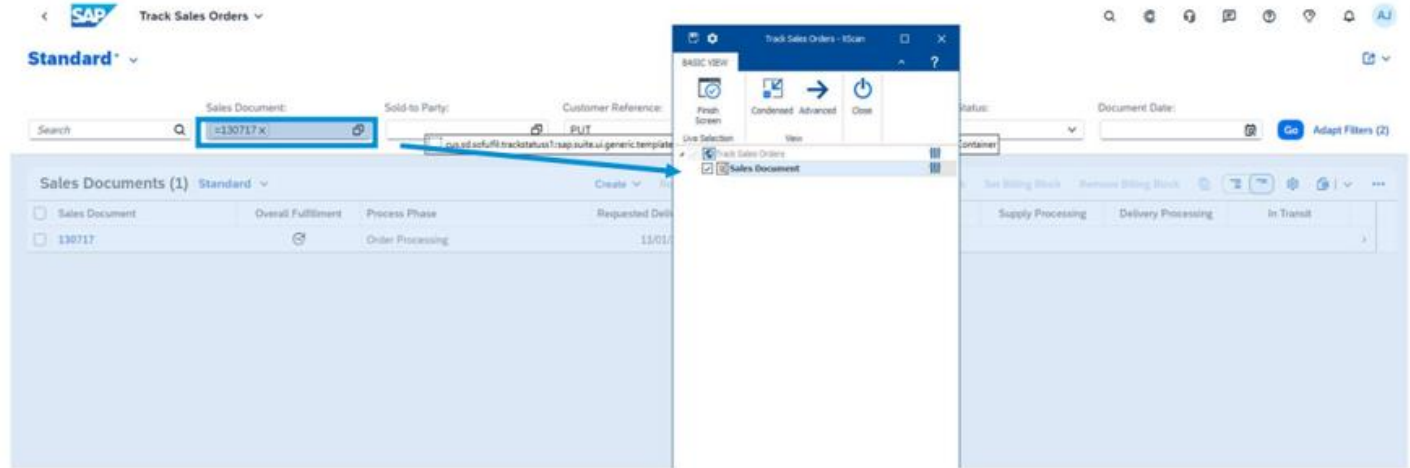 SAP Track Sales Orders
AJ
Track Sales Orders - XScan
Standard*
BASIC VIEW
?
Finish Screen
Condensed
Advanced
Close
Live Selection
View
Sales Document:
Sold-to Party:
Customer Reference:
Status:
Document Date:
Search
=130717 x
PUT
Go
Adapt Filters (2)
Container
Track Sales Orders
Sales Document
Sales Documents (1)
Standard
Create
Set Billing Block
Remove Billing Block
Sales Document
Overall Fulfillment
Process Phase
Requested Deli
Supply Processing
Delivery Processing
In Transit
130717
Order Processing